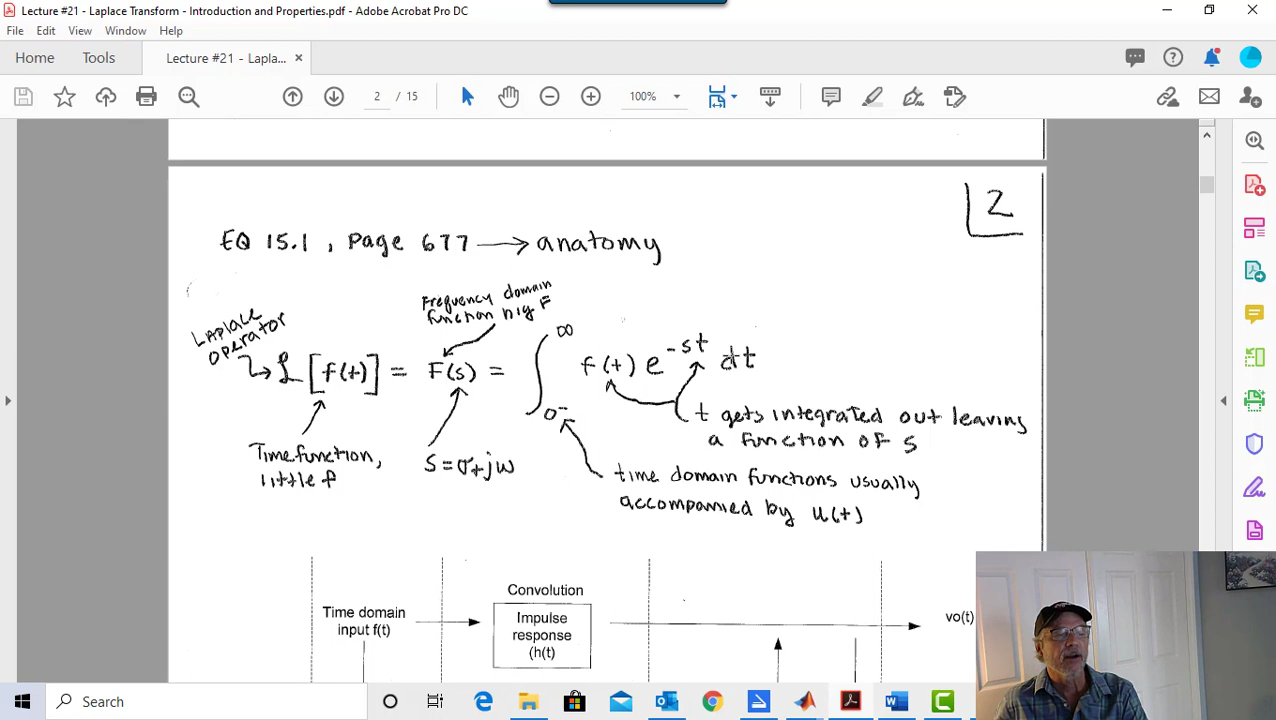 Lecture #21 - Laplace Transform - Introduction and Properties.pdf - Adobe Acrobat Pro DC
File Edit View Window Help
Home Tools Lecture #21 - Lapla... ×
2 / 15 100%
2
EQ 15.1 , Page 677 → anatomy
Frequency domain
function big F
Laplace
operator
ℒ [f(t)] = F(s) = ∫ 0⁻ ∞ f(t) e^-st dt
t gets integrated out leaving
a function of s
Time function,
little f
s = σ + jω
time domain functions usually
accompanied by u(t)
Convolution
Time domain
input f(t)
Impulse
response
(h(t)
vo(t)
Search